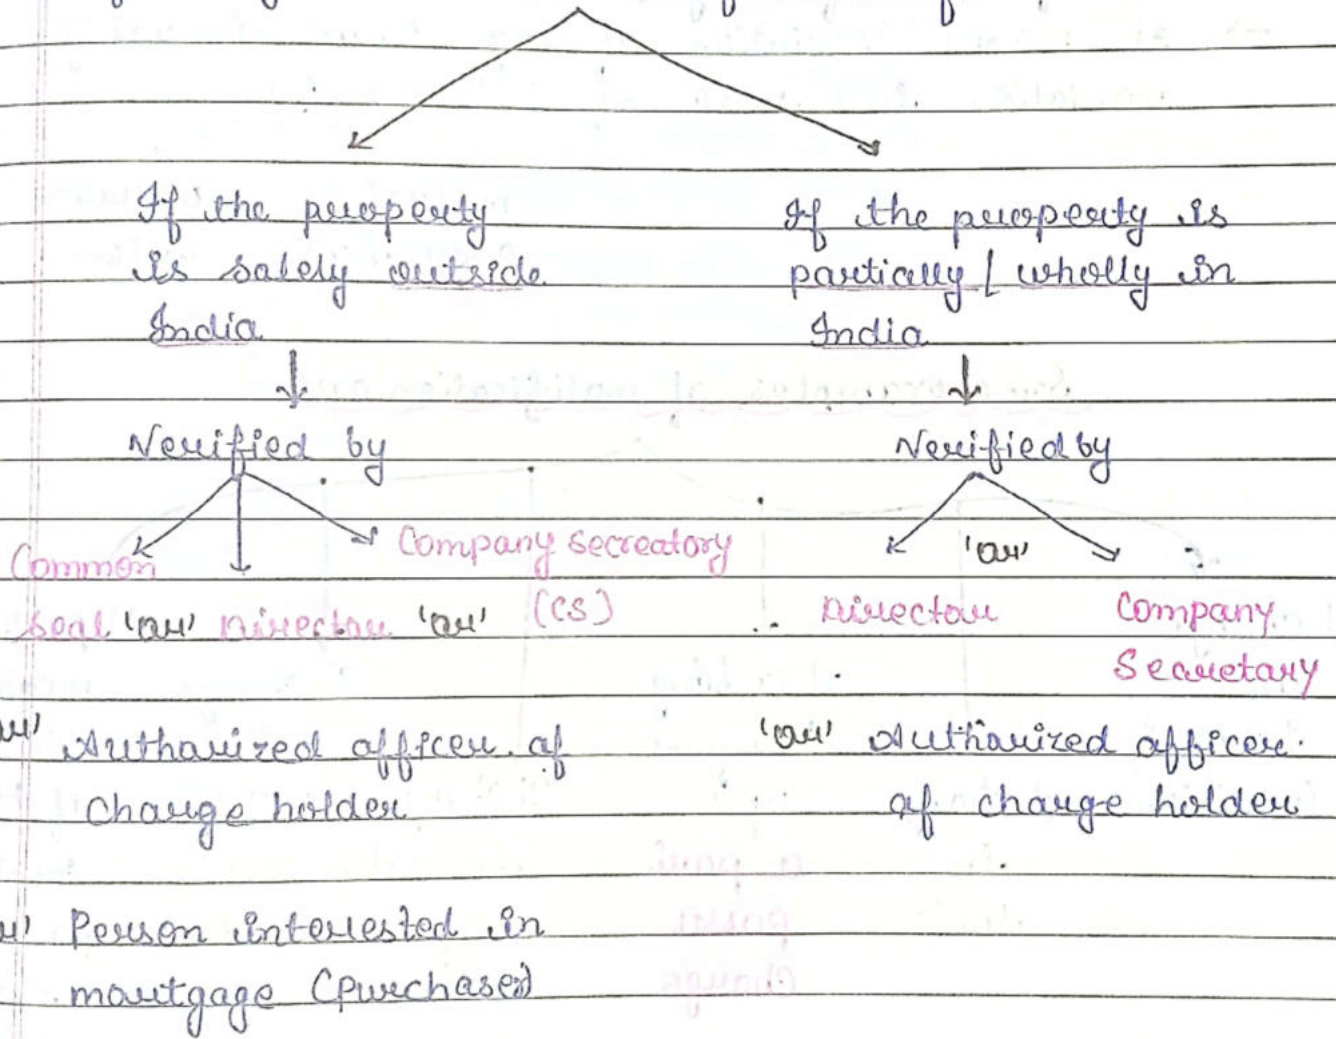 If the property
is solely outside
India
Verified by
Common
seal 'or' Director 'or' Company secreatory
(CS)
'or' Authorized officer of
Charge holder
'or' Person interested in
mortgage (purchaser)
If the property is
partially / wholly in
India
Verified by
'or'
Director Company
Secretary
'or' Authorized officer
of charge holder